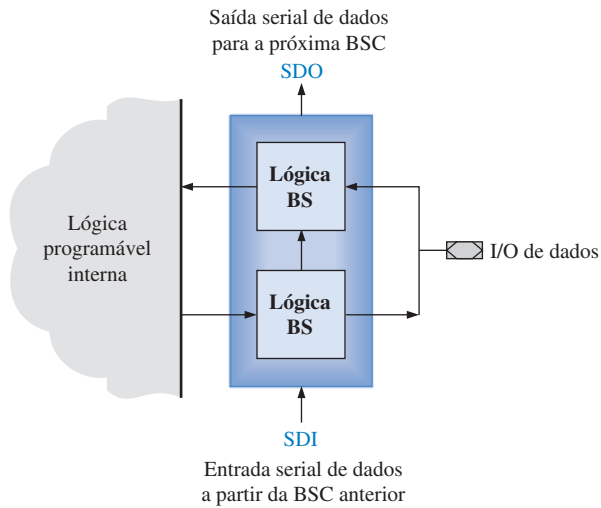 Saída serial de dados
para a próxima BSC
SDO
Lógica
BS
Lógica
programável
interna
I/O de dados
Lógica
BS
SDI
Entrada serial de dados
a partir da BSC anterior